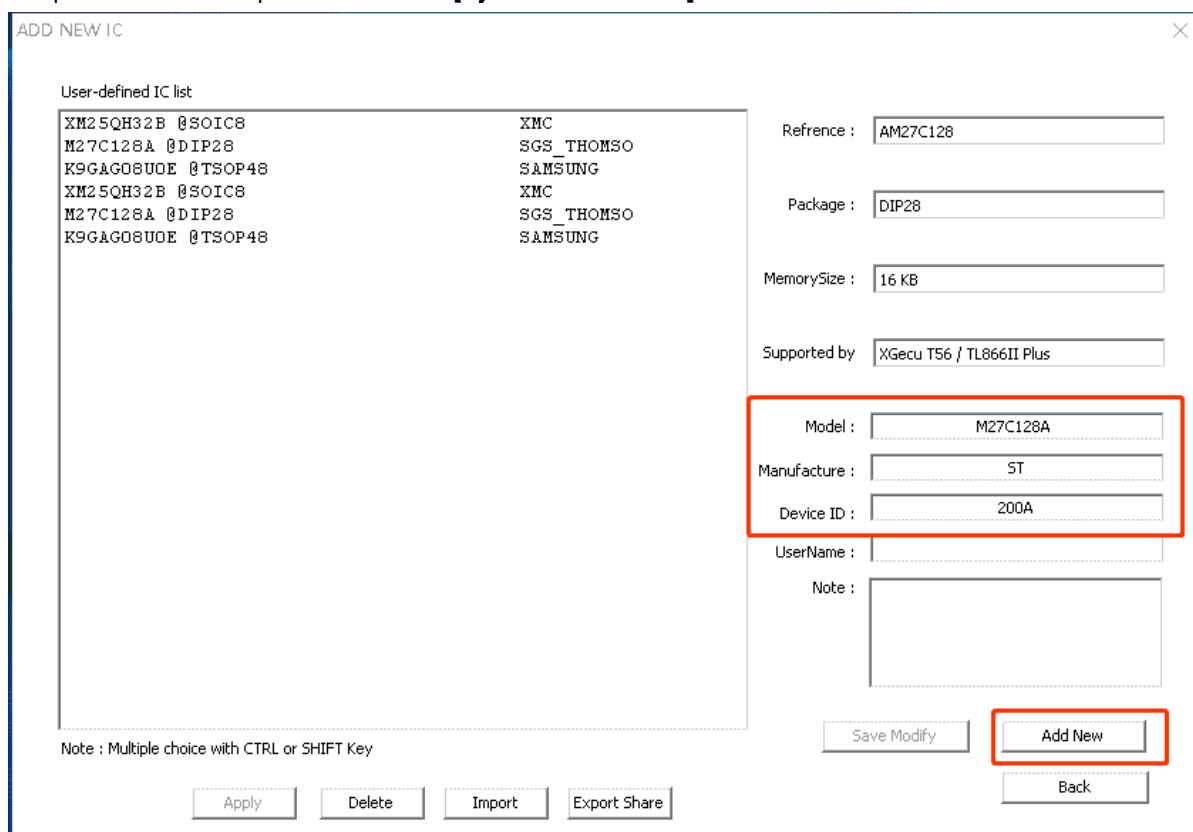 ADD NEW IC
User-defined IC list
XM25QH32B @SOIC8 XMC
M27C128A @DIP28 SGS_THOMSO
K9GAG08U0E @TSOP48 SAMSUNG
XM25QH32B @SOIC8 XMC
M27C128A @DIP28 SGS_THOMSO
K9GAG08U0E @TSOP48 SAMSUNG
Refrence : AM27C128
Package : DIP28
MemorySize : 16 KB
Supported by XGecu T56 / TL866II Plus
Model : M27C128A
Manufacture : ST
Device ID : 200A
UserName :
Note :
Save Modify Add New
Note : Multiple choice with CTRL or SHIFT Key
Back
Apply Delete Import Export Share